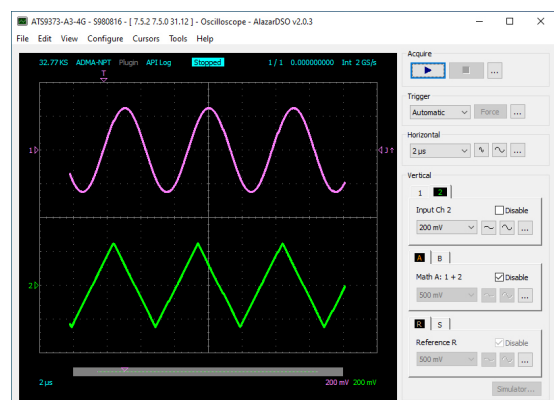 ATS9373-A3-4G - S980816 - [ 7.5.2 7.5.0 31.12 ] - Oscilloscope - AlazarDSO v2.0.3
File Edit View Configure Cursors Tools Help
32.77 KS ADMA-NPT Plugin API Log Stopped 1 / 1 0.000000000 Int 2 GS/s
T
1
J
2
2 µs 200 mV 200 mV
Acquire
...
Trigger
Automatic Force ...
Horizontal
2 µs ...
Vertical
1 2
Input Ch 2 Disable
200 mV ...
A B
Math A: 1 + 2 Disable
500 mV ...
R S
Reference R Disable
500 mV ...
Simulator...